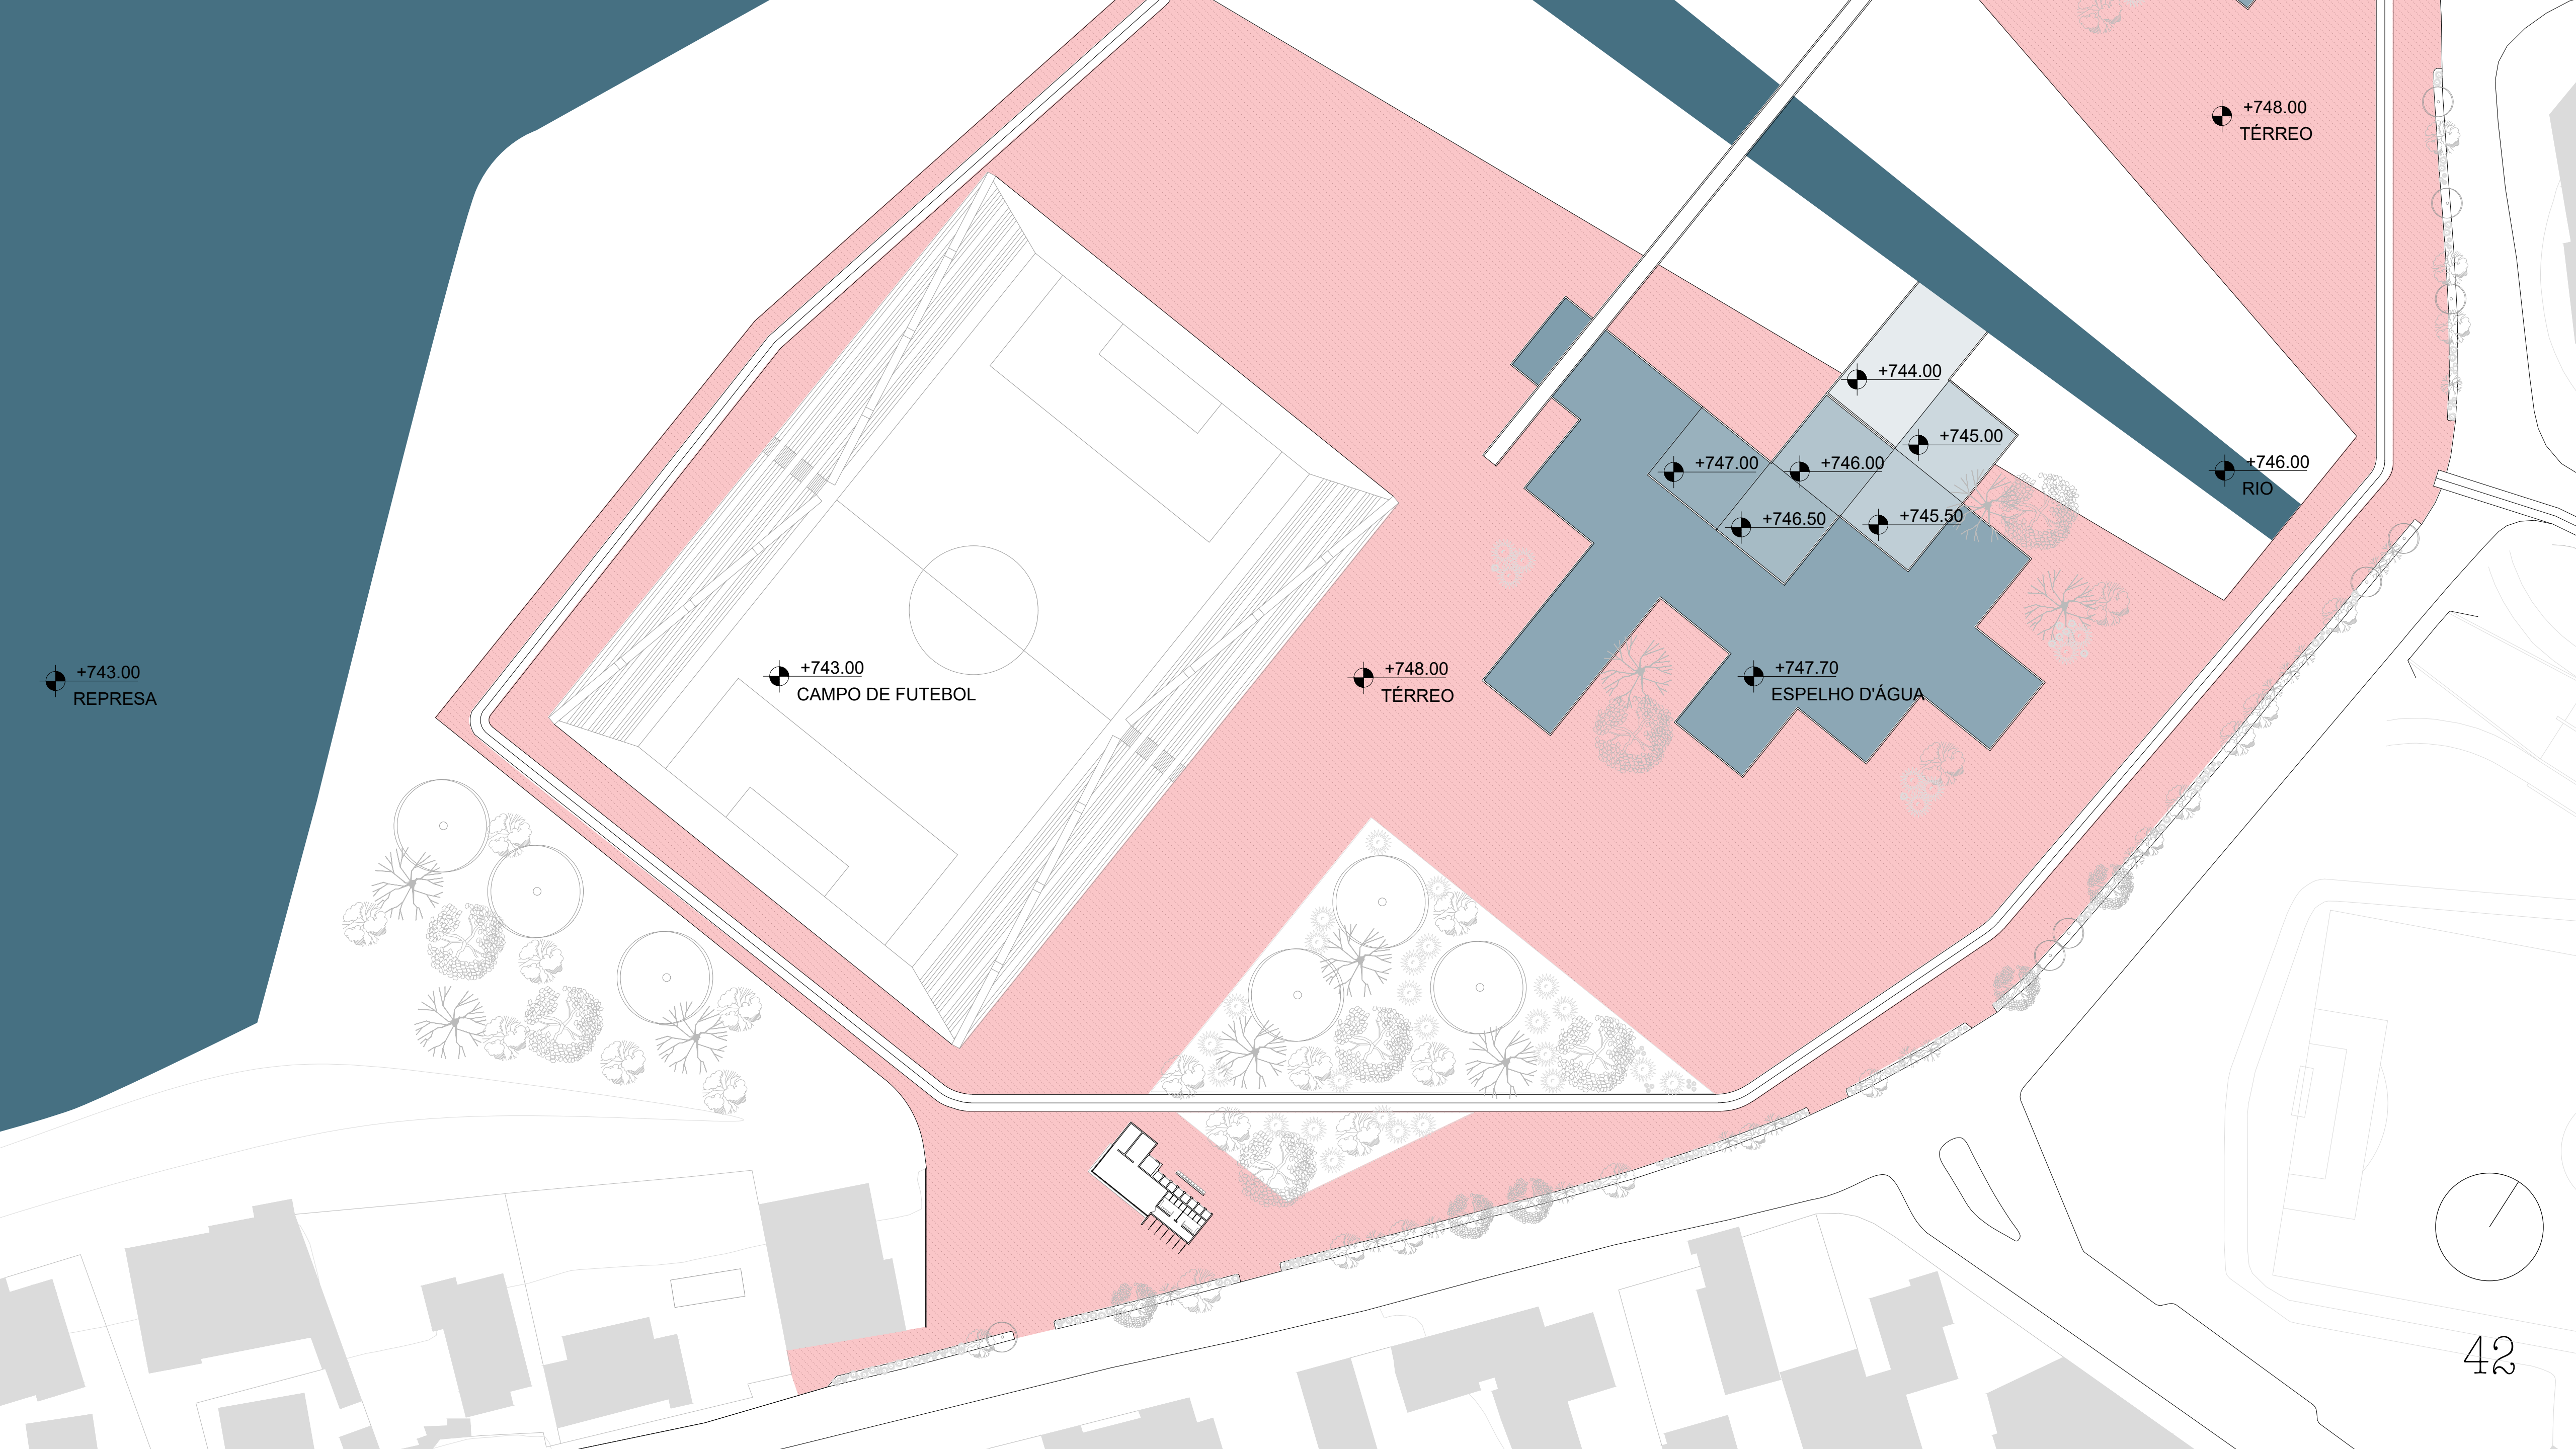 +748.00
TÉRREO
+744.00
+745.00
+747.00
+746.00
+746.00
RIO
+746.50
+745.50
+743.00
REPRESA
+743.00
CAMPO DE FUTEBOL
+748.00
TÉRREO
+747.70
ESPELHO D'ÁGUA
42